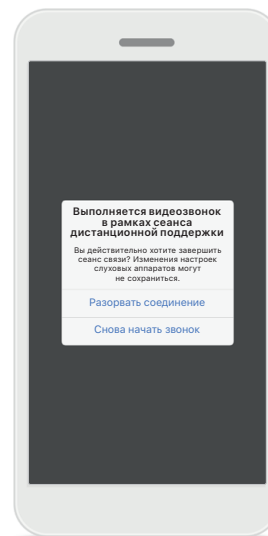 Выполняется видеозвонок
в рамках сеанса
дистанционной поддержки
Вы действительно хотите завершить
сеанс связи? Изменения настроек
слуховых аппаратов могут
не сохраниться.
Разорвать соединение
Снова начать звонок